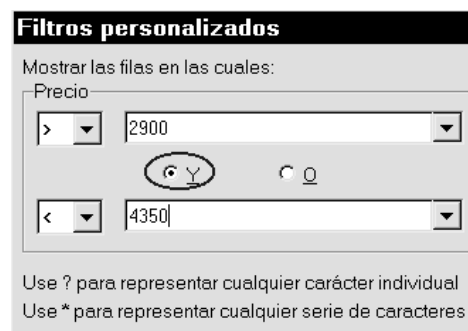 Filtros personalizados
Mostrar las filas en las cuales:
Precio
> 2900
Y O
< 4350
Use ? para representar cualquier carácter individual
Use * para representar cualquier serie de caracteres